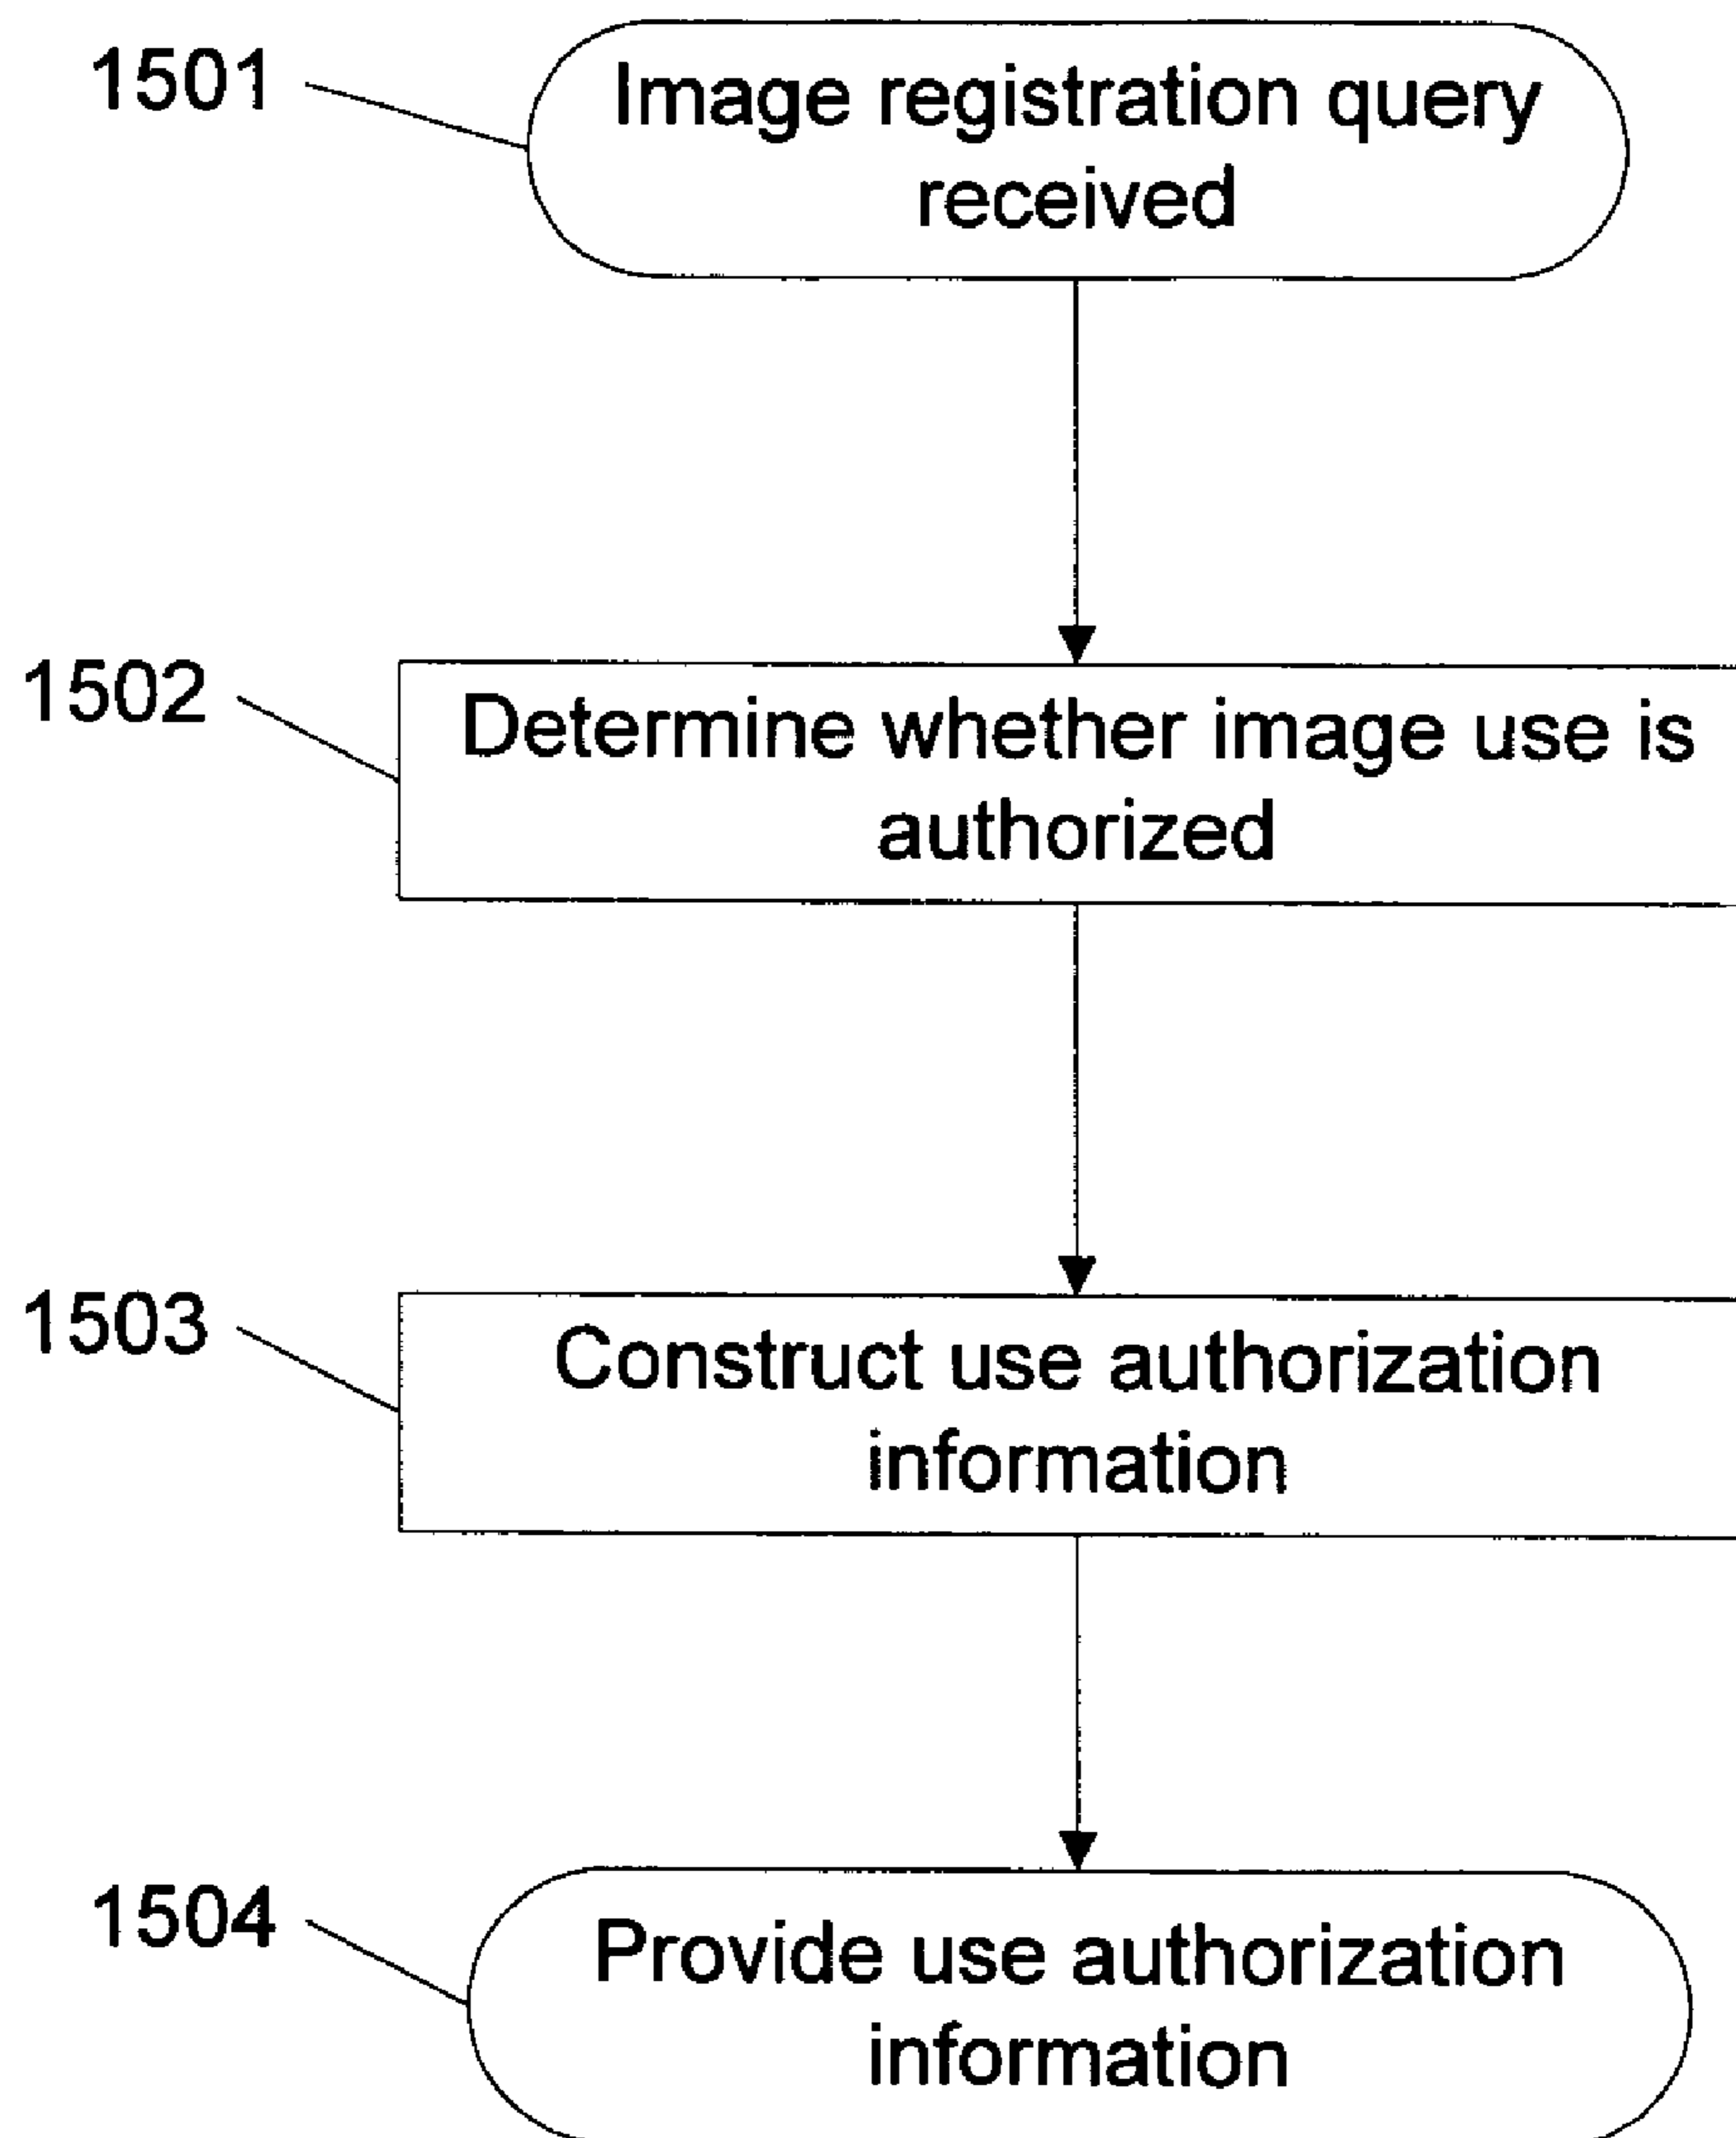 1501
Image registration query
received
1502
Determine whether image use is
authorized
1503
Construct use authorization
information
1504
Provide use authorization
information